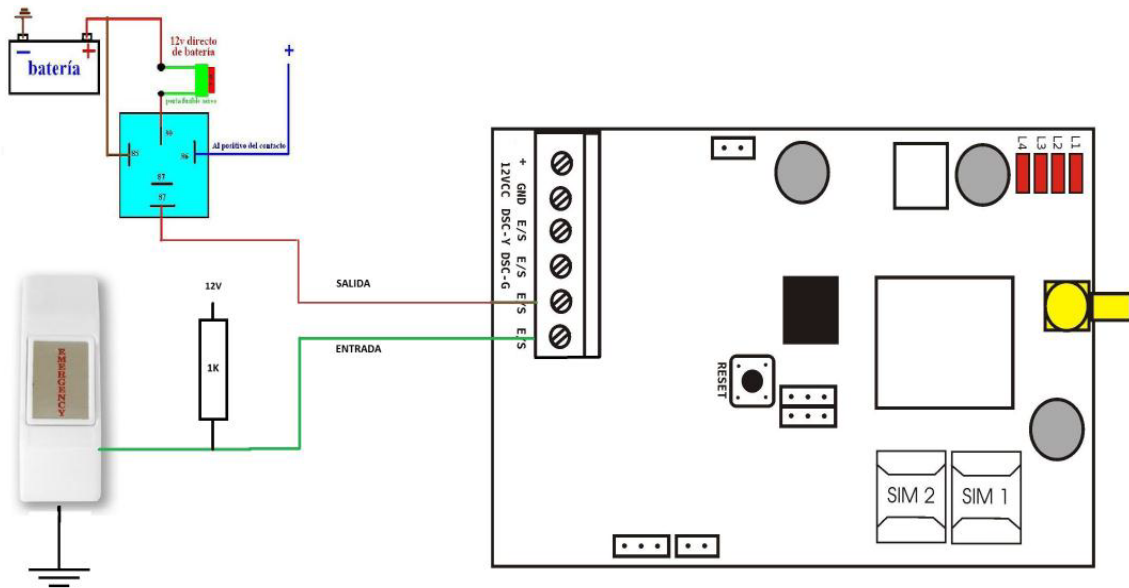 12v directo
de batería
+
- +
batería
portafusible aereo
30
85
86
Al positivo del contacto
87
87
SALIDA
12V
1K
ENTRADA
EMERGENCY
+ GND E/S E/S E/S E/S
12VCC DSC-Y DSC-G
RESET
L4 L3 L2 L1
SIM 2
SIM 1